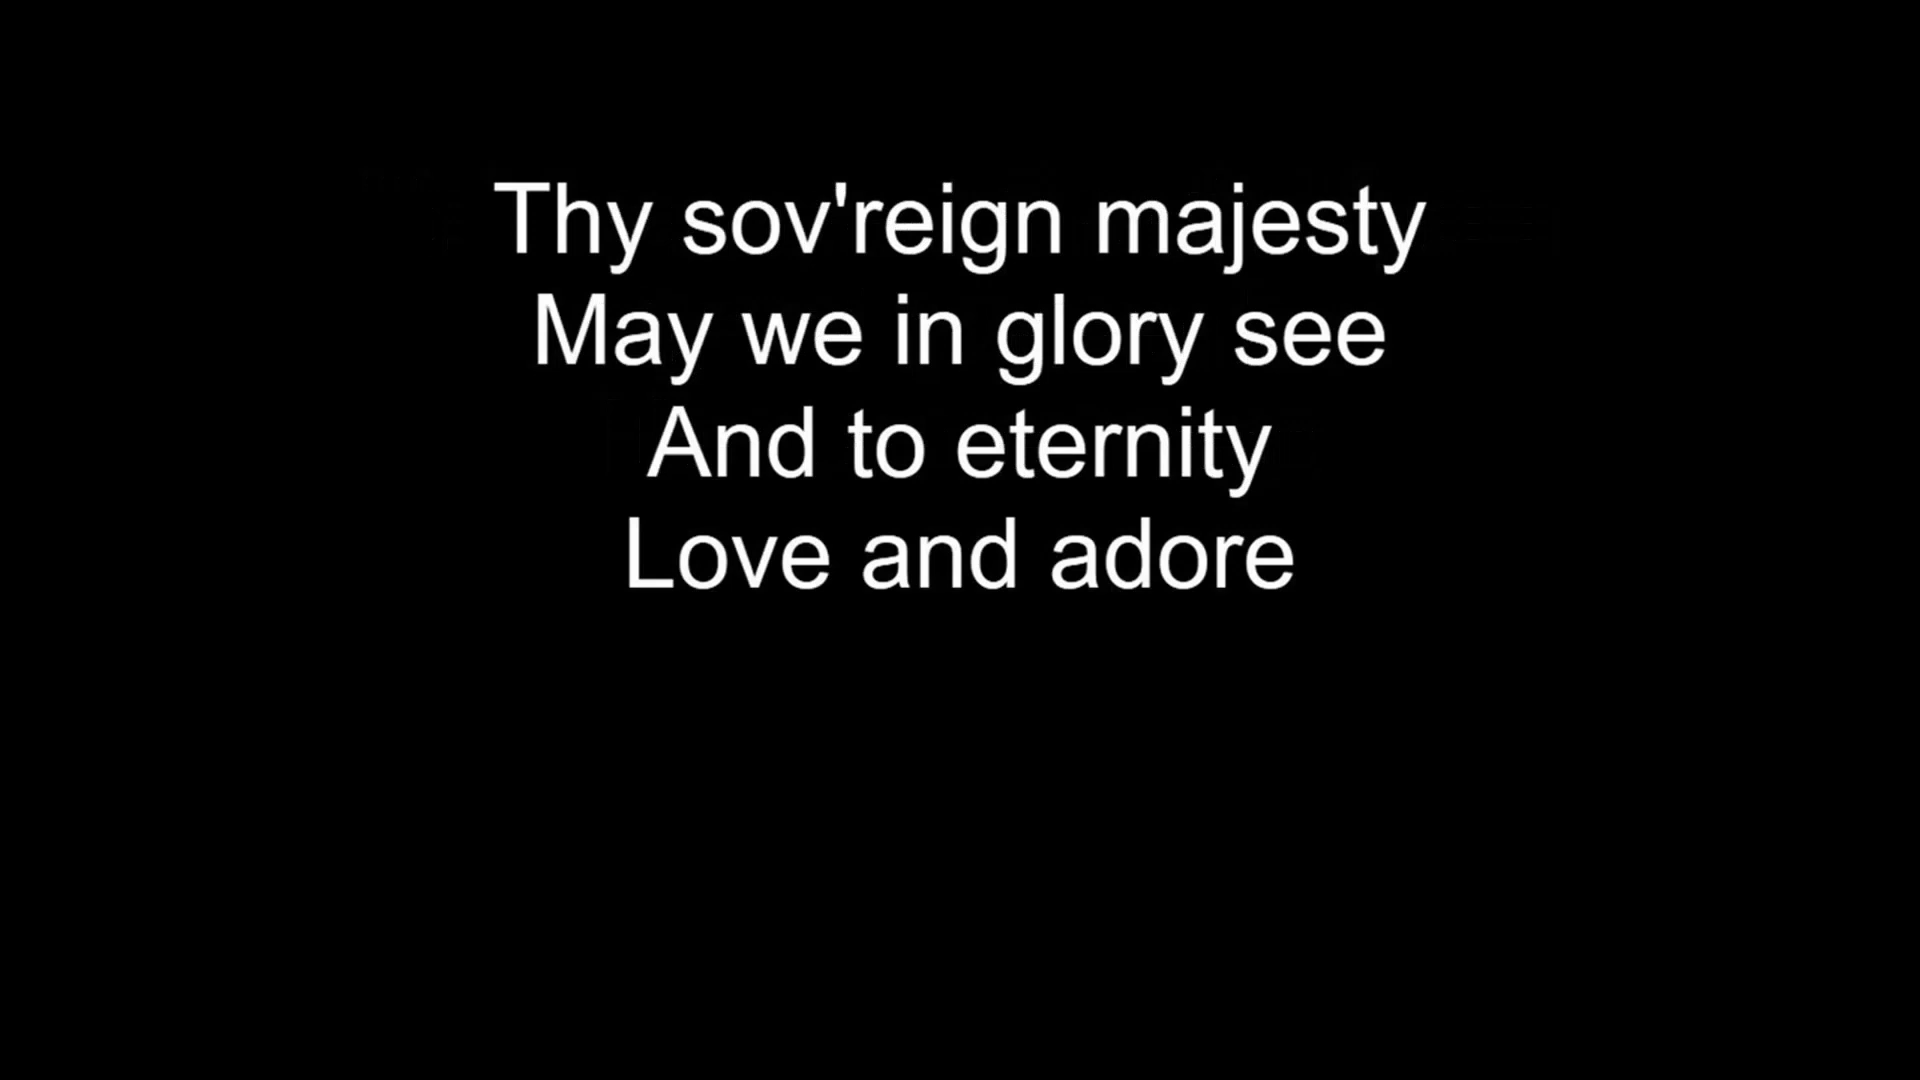 Thy sov'reign majesty
May we in glory see
And to eternity
Love and adore